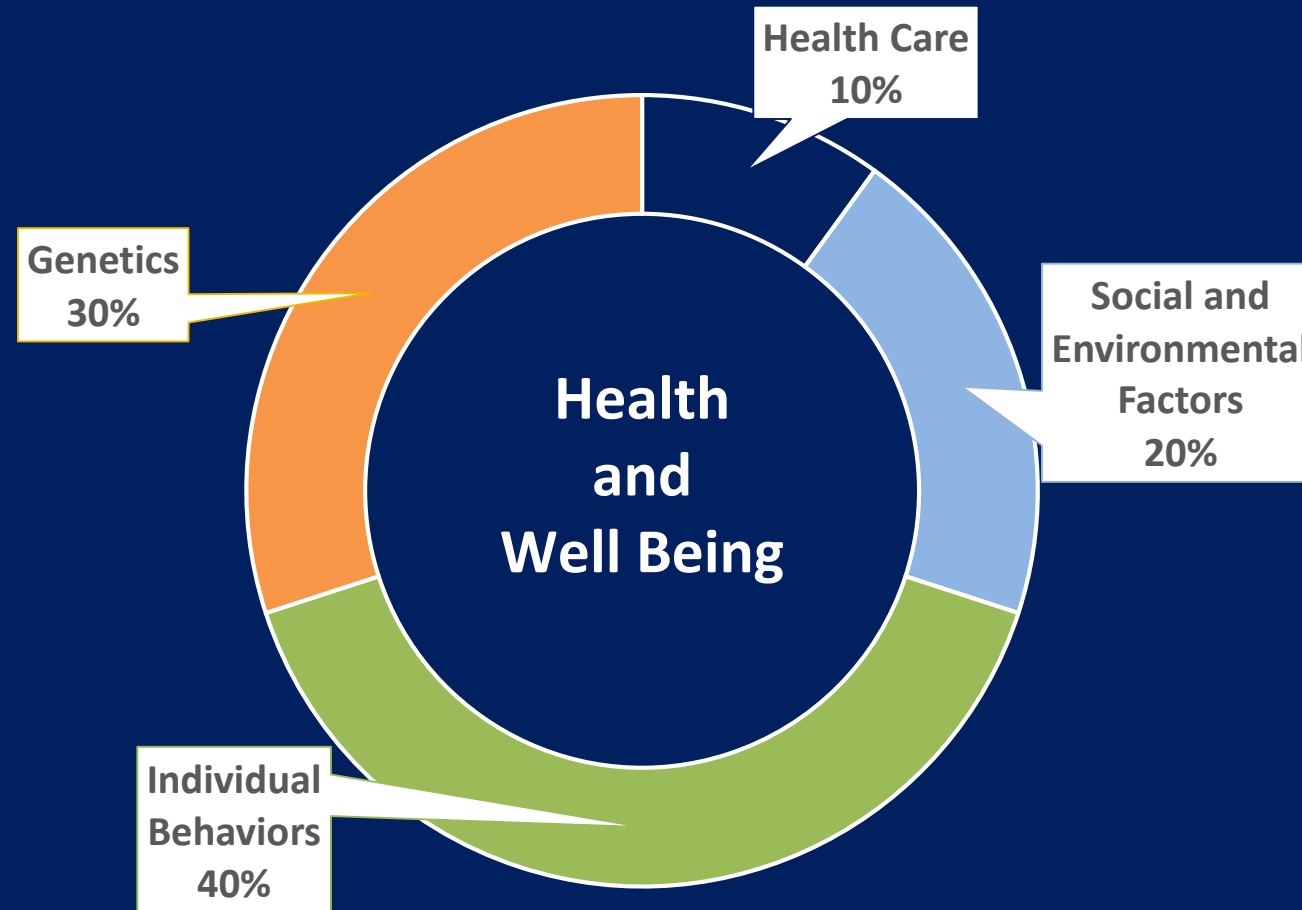 Health Care
10%
Genetics
30%
Social and
Environmental
Factors
20%
Health
and
Well Being
Individual
Behaviors
40%